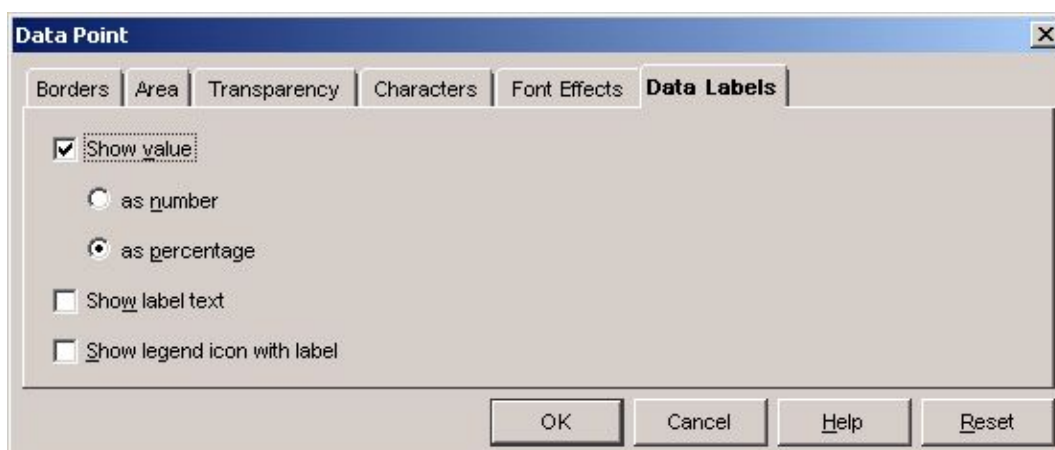 Data Point
Borders Area Transparency Characters Font Effects Data Labels
Show value
as number
as percentage
Show label text
Show legend icon with label
OK Cancel Help Reset